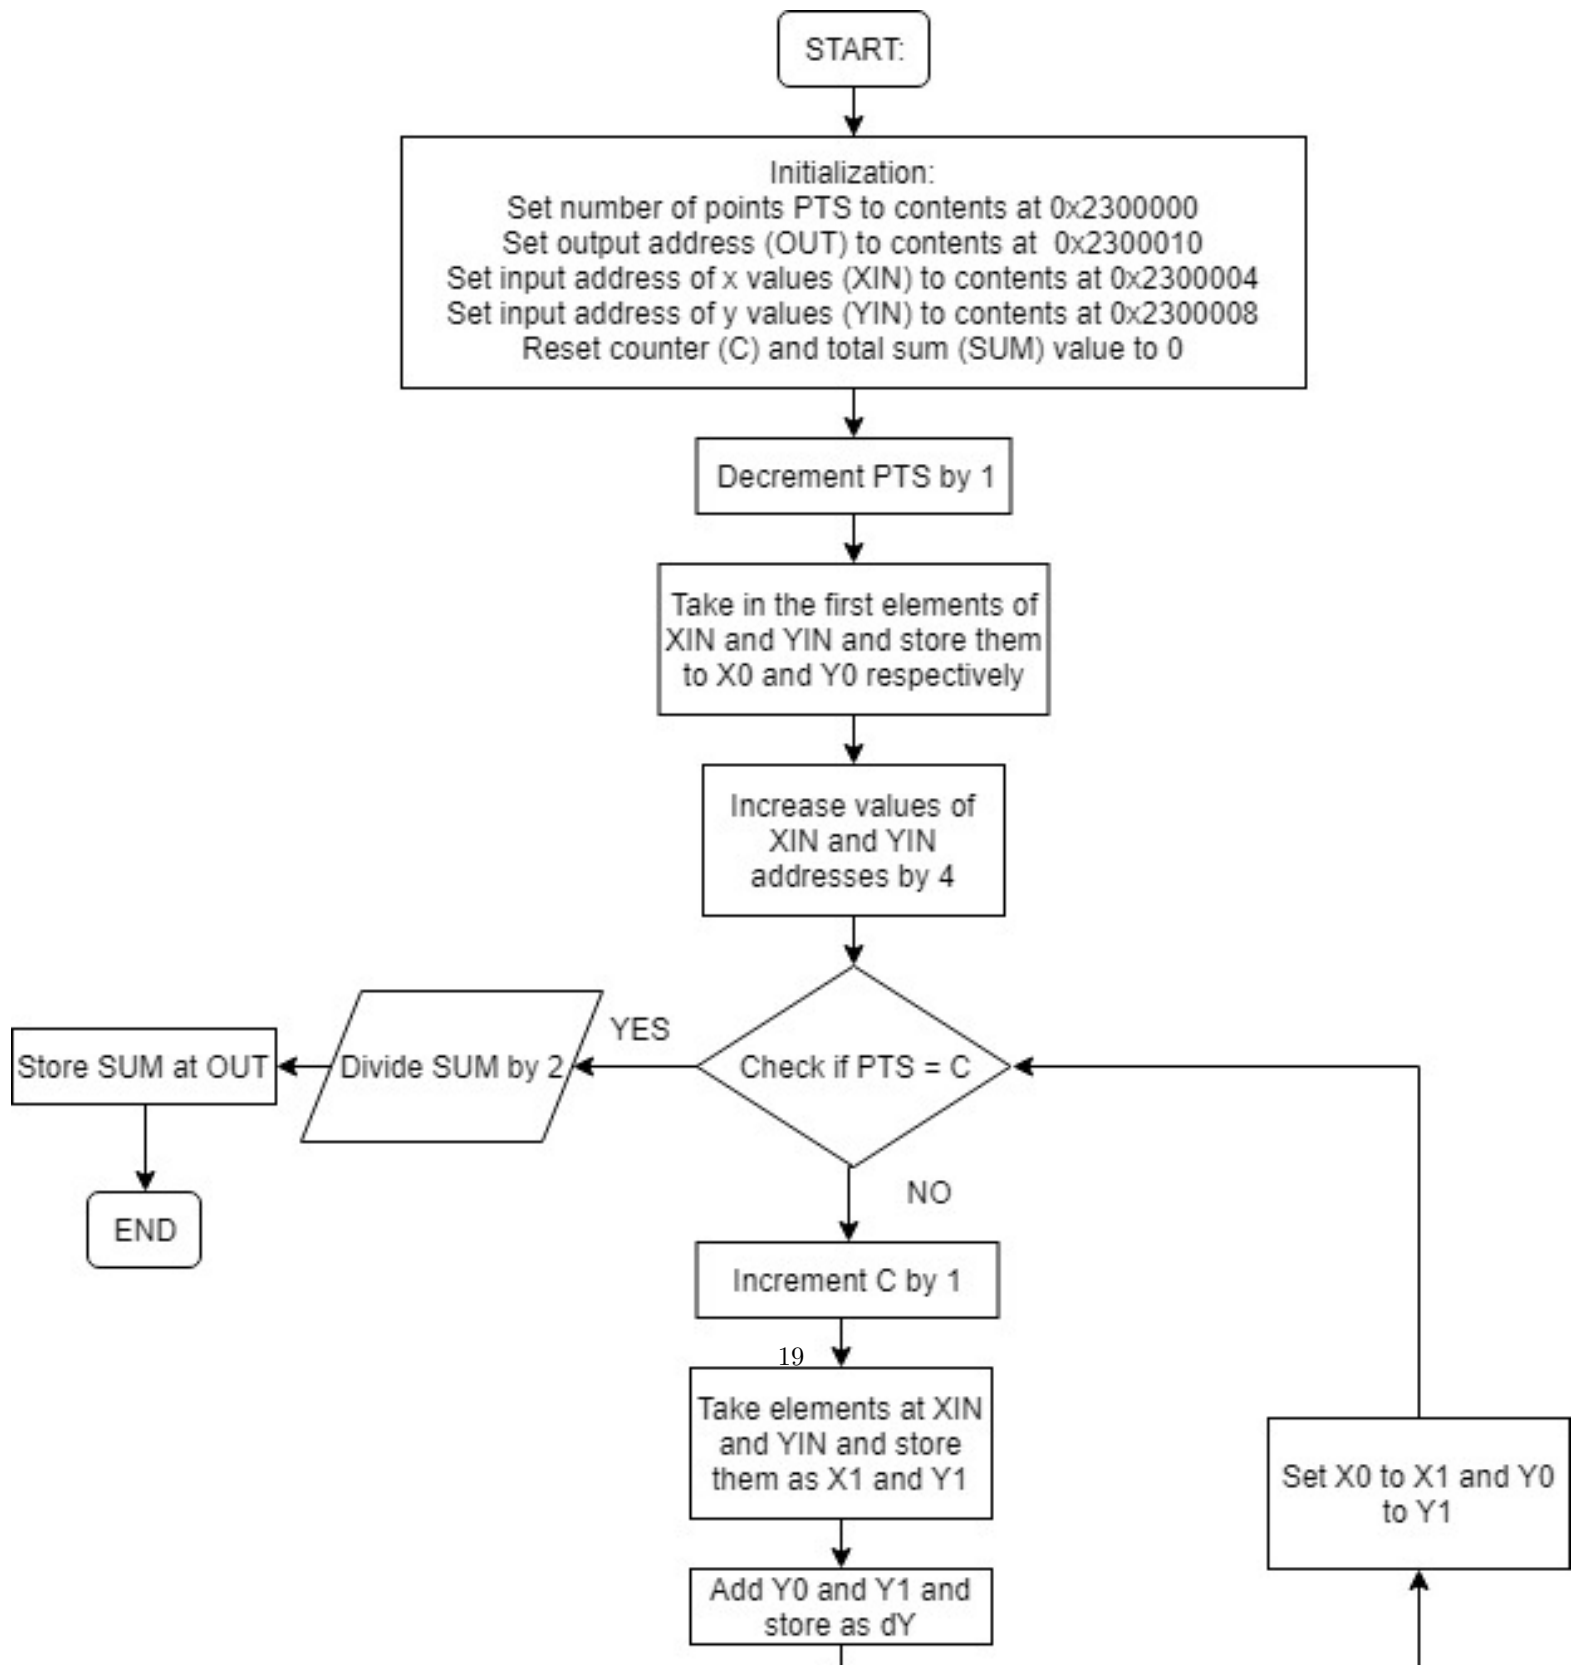 START:
Initialization:
Set number of points PTS to contents at 0x2300000
Set output address (OUT) to contents at 0x2300010
Set input address of x values (XIN) to contents at 0x2300004
Set input address of y values (YIN) to contents at 0x2300008
Reset counter (C) and total sum (SUM) value to 0
Decrement PTS by 1
Take in the first elements of
XIN and YIN and store them
to X0 and Y0 respectively
Increase values of
XIN and YIN
addresses by 4
Check if PTS = C
YES
Divide SUM by 2
Store SUM at OUT
END
NO
Increment C by 1
19
Take elements at XIN
and YIN and store
them as X1 and Y1
Add Y0 and Y1 and
store as dY
Set X0 to X1 and Y0
to Y1